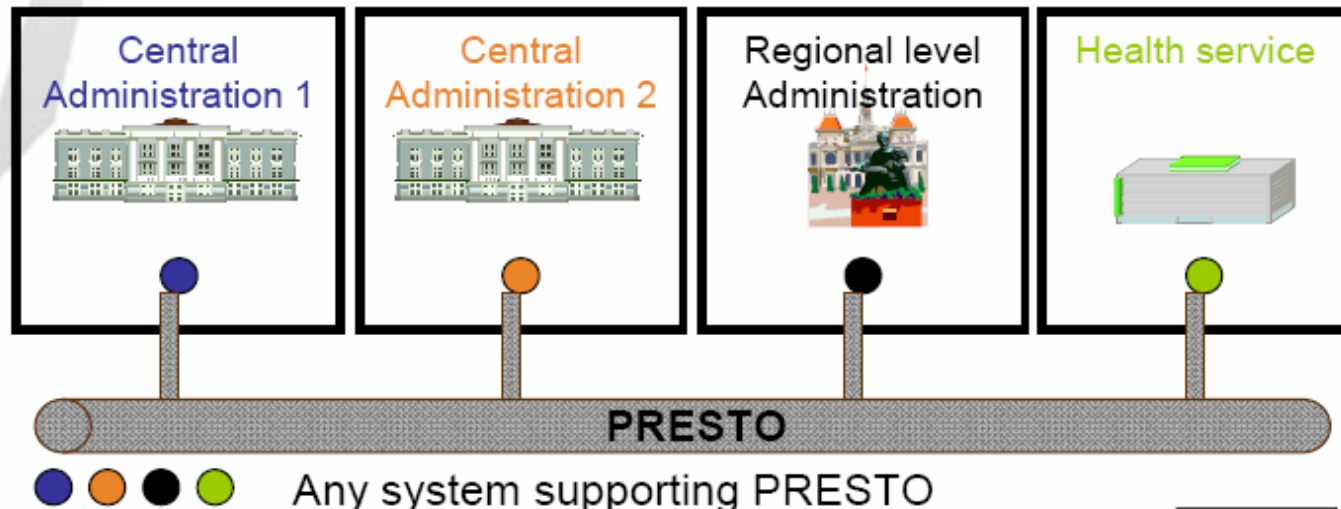 Central
Administration 1
Central
Administration 2
Regional level
Administration
Health service
PRESTO
Any system supporting PRESTO